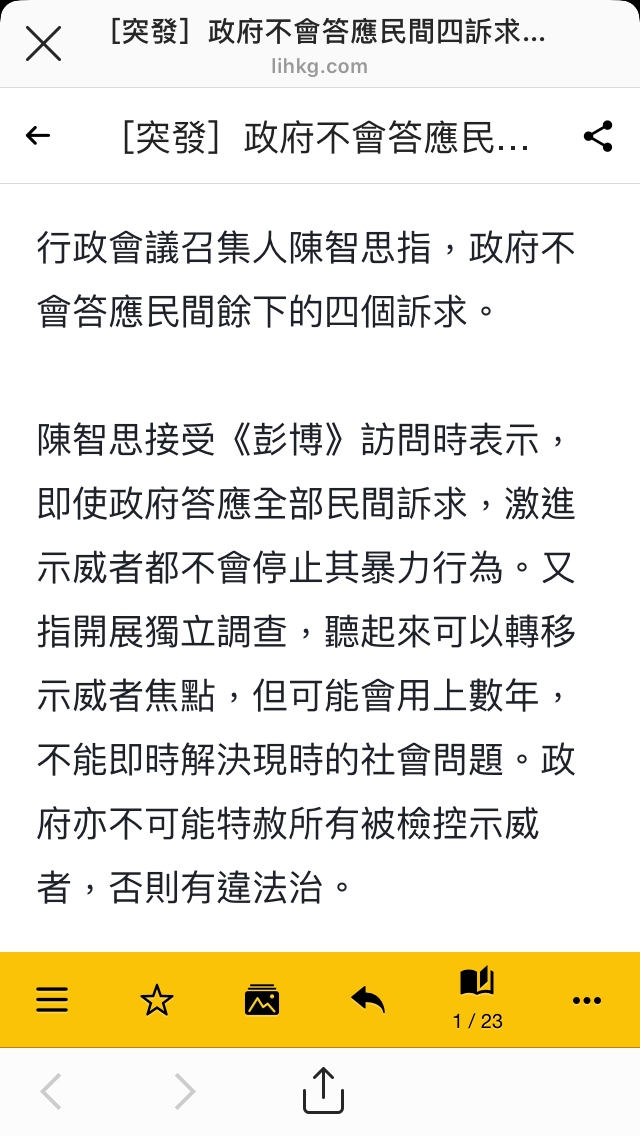 ［突發］政府不會答應民間四訴求...
lihkg.com
［突發］政府不會答應民...
行政會議召集人陳智思指，政府不
會答應民間餘下的四個訴求。
陳智思接受《彭博》訪問時表示，
即使政府答應全部民間訴求，激進
示威者都不會停止其暴力行為。又
指開展獨立調查，聽起來可以轉移
示威者焦點，但可能會用上數年，
不能即時解決現時的社會問題。政
府亦不可能特赦所有被檢控示威
者，否則有違法治。
1 / 23